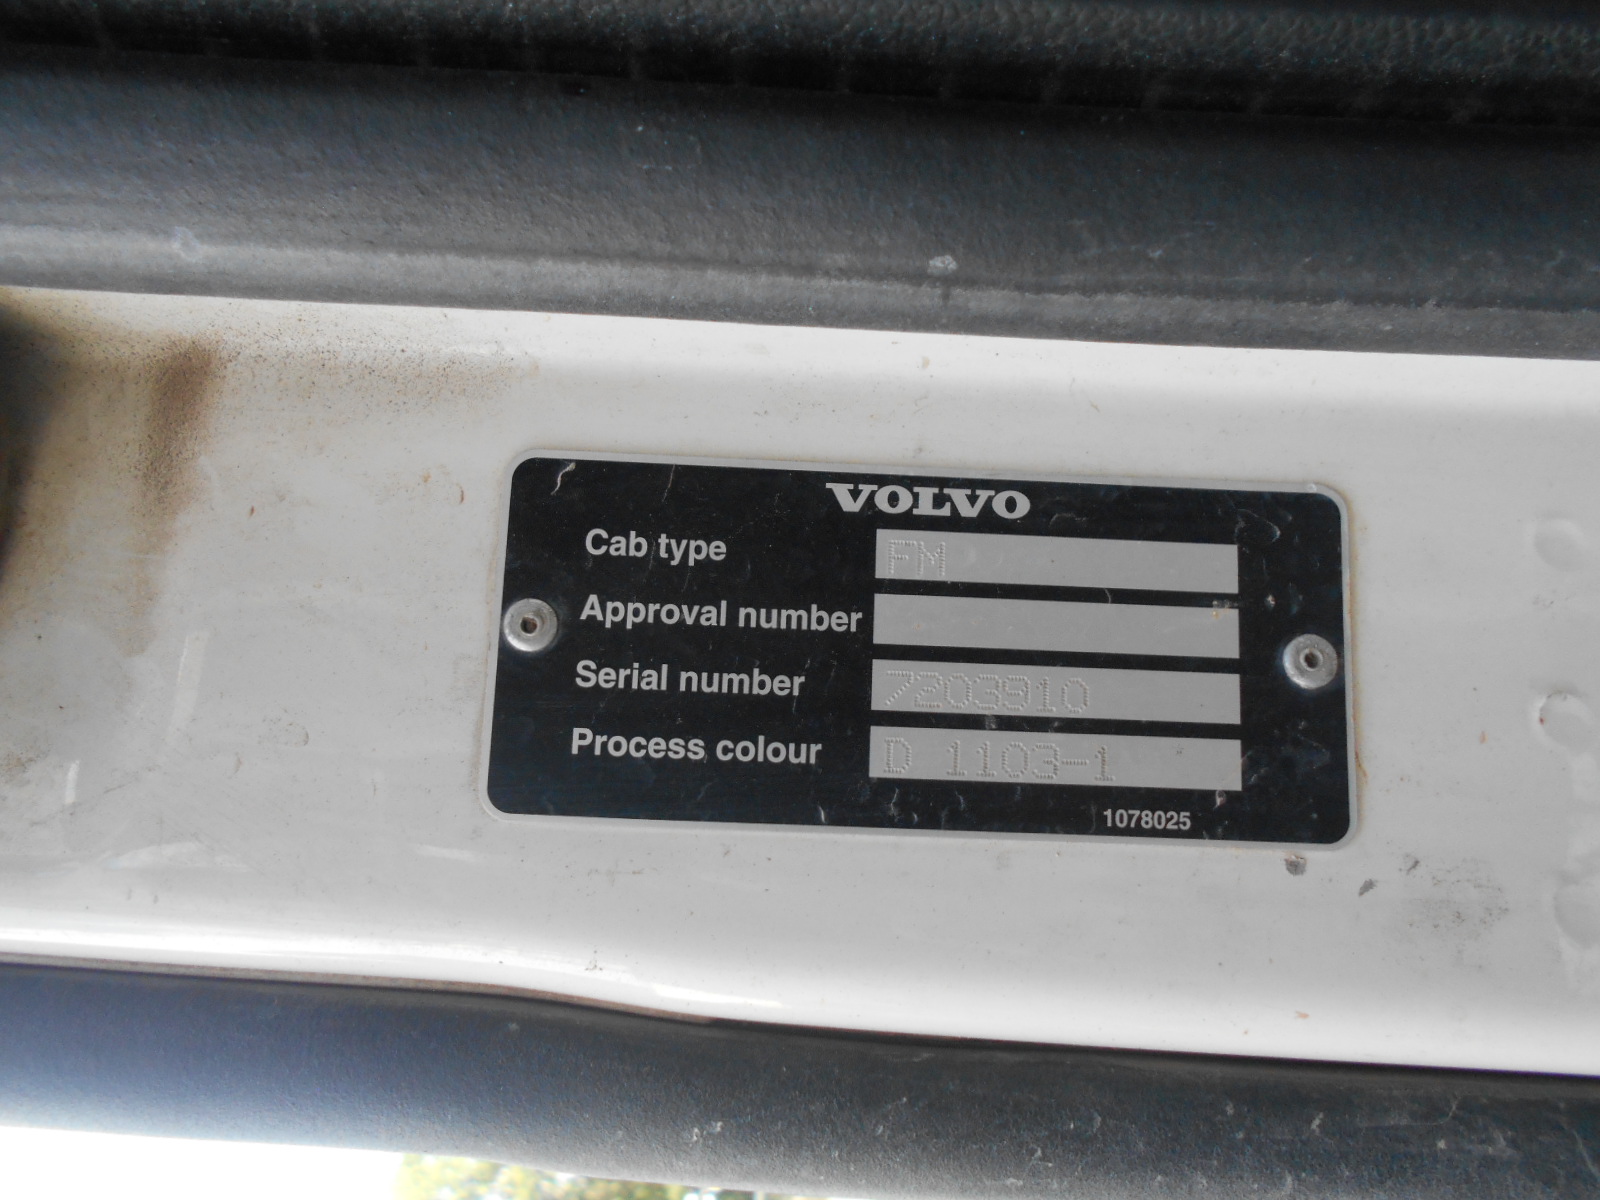 VOLVO
Cab type FM
Approval number
Serial number 7203910
Process colour D 1103-1
1078025